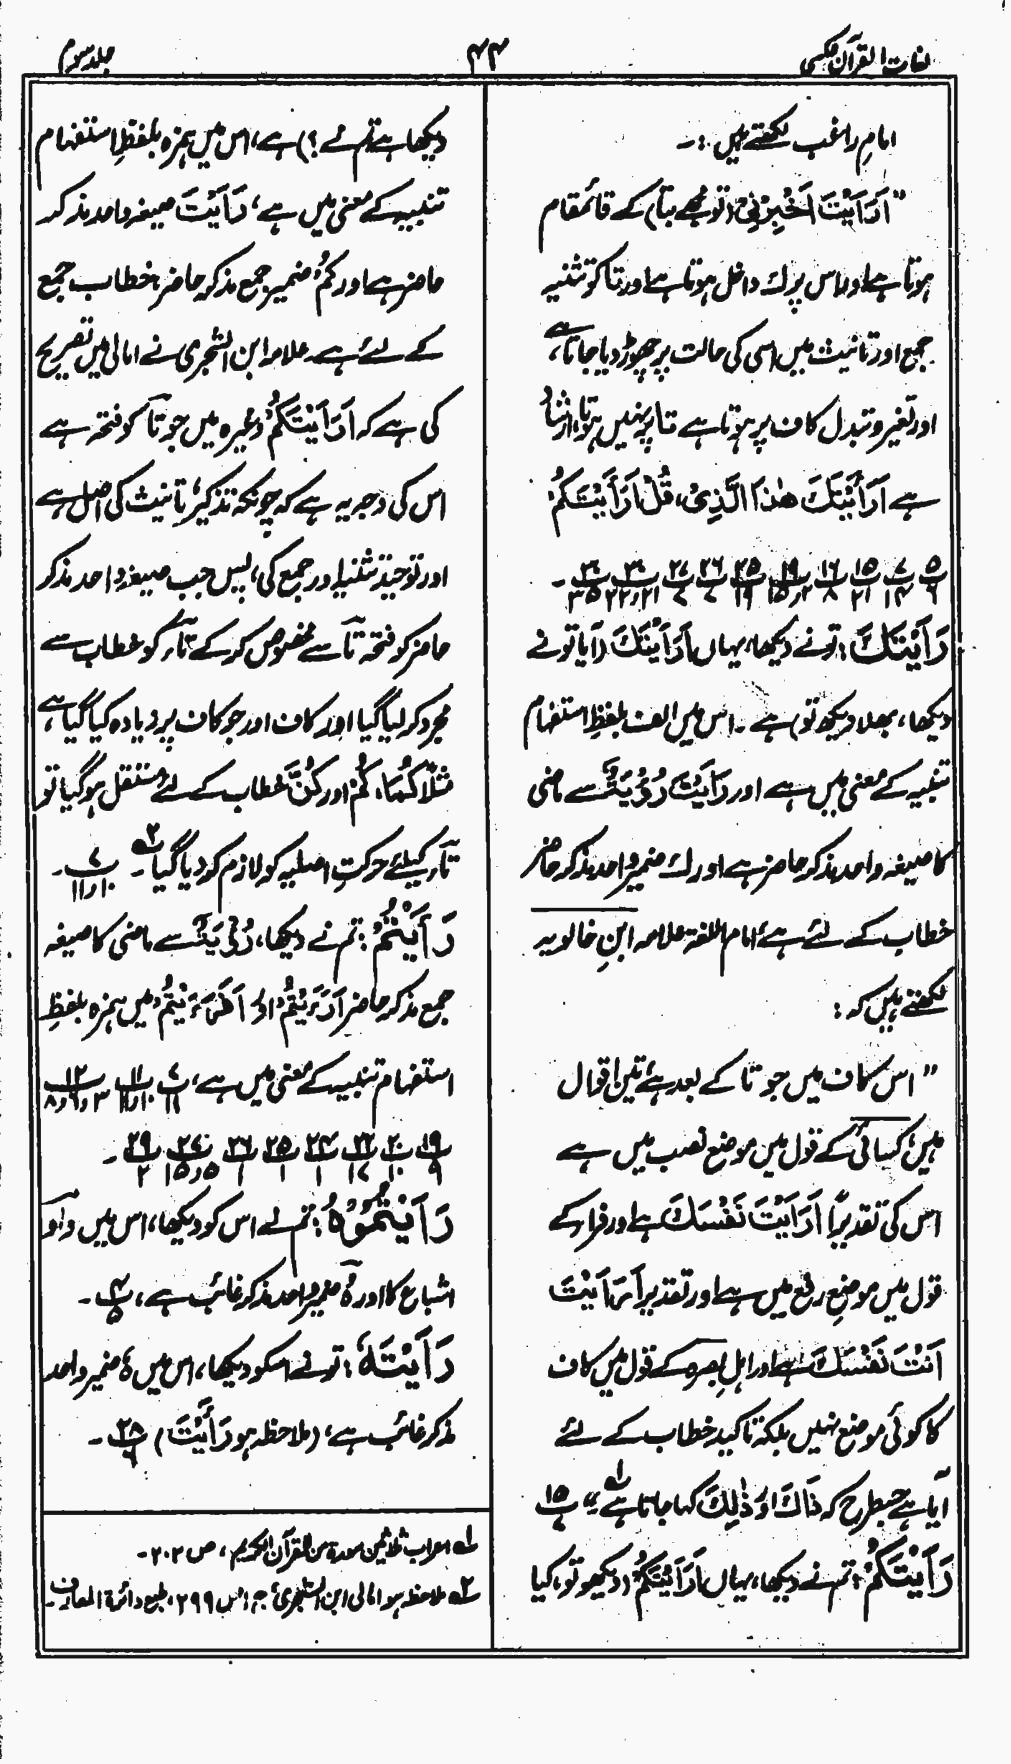 لغات القرآن عکسی
۴۴
جلد سوم
امام راغب لکھتے ہیں :۔
"اَرَاَیْتَ اَخْبِرْنِیْ (تو مجھے بتا) کے قائمقام
ہوتا ہے اور اس پر ك داخل ہوتا ہے اور تا کو تثنیہ
جمع اور تانیث میں اسی کی حالت پر چھوڑ دیا جاتا ہے،
اور تغیر و تبدل کاف پر ہوتا ہے تا پر نہیں ہوتا، ارشاد
ہے اَرَاَیْتَكَ هٰذَا الَّذِیْ، قُلْ اَرَاَیْتَكُمْ"
رَاَیْتَكَ: تو نے دیکھا، یہاں اَرَاَیْتَكَ (آیا تو نے
دیکھا، بھلا دیکھ تو) ہے۔ اس میں الف بلفظِ استفہام
تنبیہ کے معنی میں ہے اور رَاَیْتَ رُؤْیَتٌ سے ماضی
کا صیغہ واحد مذکر حاضر ہے اور ك ضمیر واحد مذکر حاضر
خطاب کے لئے ہے، امام اللغۃ علامہ ابن خالویہ
لکھتے ہیں کہ :
"اس کاف میں جو تا کے بعد ہے، تین اقوال
ہیں، کسائی کے قول میں موضع نصب میں ہے
اس کی تقدیر اَرَاَیْتَ نَفْسَكَ ہے اور فراء کے
قول میں موضع رفع میں ہے اور تقدیر اَرَاَیْتَ
اَنْتَ نَفْسَكَ ہے اور اہل بصرہ کے قول میں کاف
کا کوئی موضع نہیں بلکہ تاکید خطاب کے لئے
آیا ہے جسطرح کہ ذَاكَ اور ذٰلِكَ کہا جاتا ہے" ۱؎ ۱۵
رَاَیْتَكُمْ: تم نے دیکھا، یہاں اَرَاَیْتَكُمْ (دیکھو تو، کیا
دیکھا ہے تم نے ؟) ہے، اس میں ہمزہ بلفظِ استفہام
تنبیہ کے معنی میں ہے، رَاَیْتَ صیغہ واحد مذکر
حاضر ہے اور كُمْ ضمیر جمع مذکر حاضر، خطاب جمع
کے لئے ہے۔ علامہ ابن الشجری نے امالی میں تصریح
کی ہے کہ اَرَاَیْتَكُمْ وغیرہ میں جو تا کو فتحہ ہے
اس کی وجہ یہ ہے کہ چونکہ تذکیر، تانیث کی اصل ہے
اور توحید تثنیہ اور جمع کی، پس جب صیغہ واحد مذکر
حاضر کو فتحہ تا سے مخصوص کر کے تاء کو خطاب سے
مجرد کر لیا گیا اور کاف اور جو کاف پر زیادہ کیا گیا ہے،
مثلاً كُمَا، كُمْ اور كُنَّ خطاب کے لئے مستقل ہو گیا تو
تاء کیلئے حرکتِ اصلیہ کو لازم کر دیا گیا ۲؎۔
رَاَیْتُمْ: تم نے دیکھا، رُؤْیَتٌ سے ماضی کا صیغہ
جمع مذکر حاضر اَرَءَیْتُمْ اور اَفَرَءَیْتُمْ میں ہمزہ بلفظِ
استفہام تنبیہ کے معنی میں ہے،
رَاَیْتُمُوْهُ: تم نے اس کو دیکھا، اس میں واو
اشباع کا اور هُ ضمیر واحد مذکر غائب ہے،
رَاَیْتَهٗ: تو نے اسکو دیکھا، اس میں هٗ ضمیر واحد
مذکر غائب ہے، (ملاحظہ ہو رَاَیْتَ)
۱؎ اعراب ثلاثین سورة من القرآن الکریم، ص ۲۰۲۔
۲؎ ملاحظہ ہو امالی ابن الشجری، ج ۱، ص ۲۹۹، طبع دائرة المعارف۔